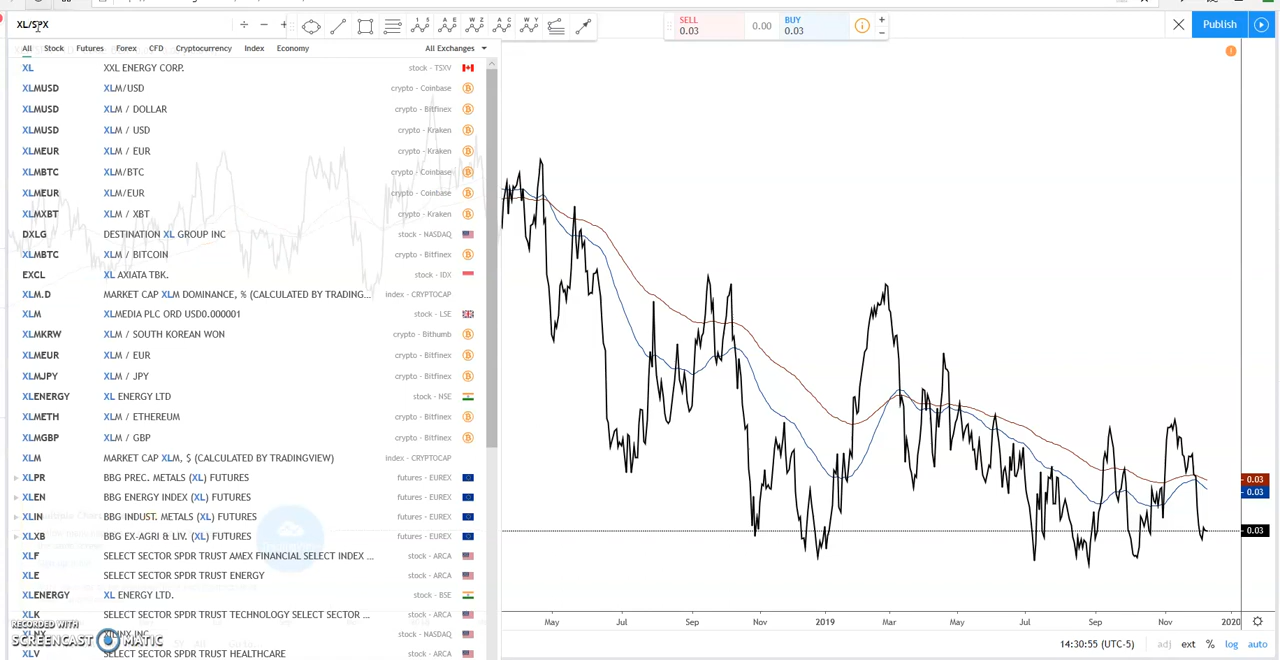 XL/SPX
1 5 A E W Z A C W Y
SELL 0.03 0.00 BUY 0.03 + −
Publish
All Stock Futures Forex CFD Cryptocurrency Index Economy All Exchanges
XL XXL ENERGY CORP. stock - TSXV
XLMUSD XLM/USD crypto - Coinbase
XLMUSD XLM / DOLLAR crypto - Bitfinex
XLMUSD XLM / USD crypto - Kraken
XLMEUR XLM / EUR crypto - Kraken
XLMBTC XLM/BTC crypto - Coinbase
XLMEUR XLM/EUR crypto - Coinbase
XLMXBT XLM / XBT crypto - Kraken
DXLG DESTINATION XL GROUP INC stock - NASDAQ
XLMBTC XLM / BITCOIN crypto - Bitfinex
EXCL XL AXIATA TBK. stock - IDX
XLM.D MARKET CAP XLM DOMINANCE, % (CALCULATED BY TRADING... index - CRYPTOCAP
XLM XLMEDIA PLC ORD USD0.000001 stock - LSE
XLMKRW XLM / SOUTH KOREAN WON crypto - Bithumb
XLMEUR XLM / EUR crypto - Bitfinex
XLMJPY XLM / JPY crypto - Bitfinex
XLENERGY XL ENERGY LTD stock - NSE
XLMETH XLM / ETHEREUM crypto - Bitfinex
XLMGBP XLM / GBP crypto - Bitfinex
XLM MARKET CAP XLM, $ (CALCULATED BY TRADINGVIEW) index - CRYPTOCAP
XLPR BBG PREC. METALS (XL) FUTURES futures - EUREX
XLEN BBG ENERGY INDEX (XL) FUTURES futures - EUREX
XLIN BBG INDUST. METALS (XL) FUTURES futures - EUREX
XLXB BBG EX-AGRI & LIV. (XL) FUTURES futures - EUREX
XLF SELECT SECTOR SPDR TRUST AMEX FINANCIAL SELECT INDEX ... stock - ARCA
XLE SELECT SECTOR SPDR TRUST ENERGY stock - ARCA
XLENERGY XL ENERGY LTD. stock - BSE
XLK SELECT SECTOR SPDR TRUST TECHNOLOGY SELECT SECTOR ... stock - ARCA
XLNX XILINX INC stock - NASDAQ
XLV SELECT SECTOR SPDR TRUST HEALTHCARE stock - ARCA
RECORDED WITH
SCREENCAST MATIC
0.03
0.03
0.03
May Jul Sep Nov 2019 Mar May Jul Sep Nov 2020
14:30:55 (UTC-5) adj ext % log auto